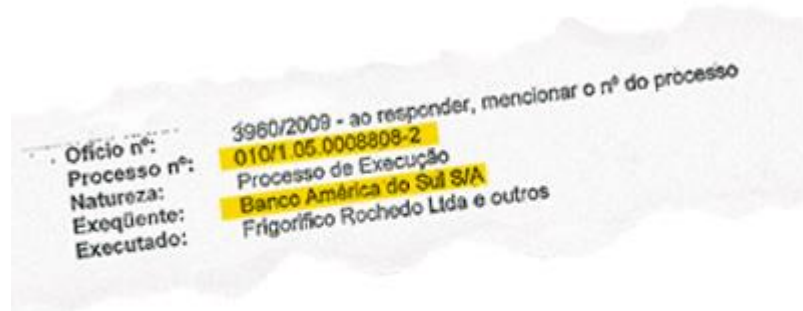 Ofício nº: 3960/2009 - ao responder, mencionar o nº do processo
Processo nº: 010/1.05.0008808-2
Natureza: Processo de Execução
Exeqüente: Banco América do Sul S/A
Executado: Frigorífico Rochedo Ltda e outros